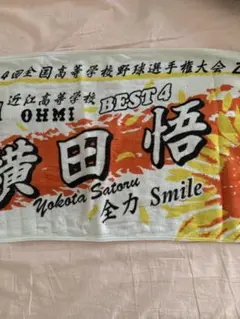 4回全国高等学校野球選手権大会 2
近江高等学校 BEST4
OHMI
横田 悟
Yokota Satoru
全力 Smile